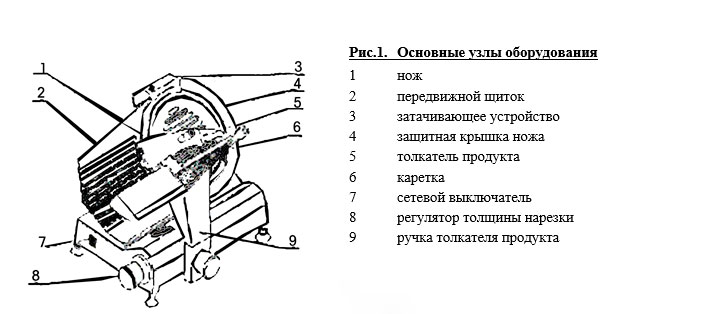 Рис.1. Основные узлы оборудования
1 нож
2 передвижной щиток
3 затачивающее устройство
4 защитная крышка ножа
5 толкатель продукта
6 каретка
7 сетевой выключатель
8 регулятор толщины нарезки
9 ручка толкателя продукта
1
2
3
4
5
6
7
8
9